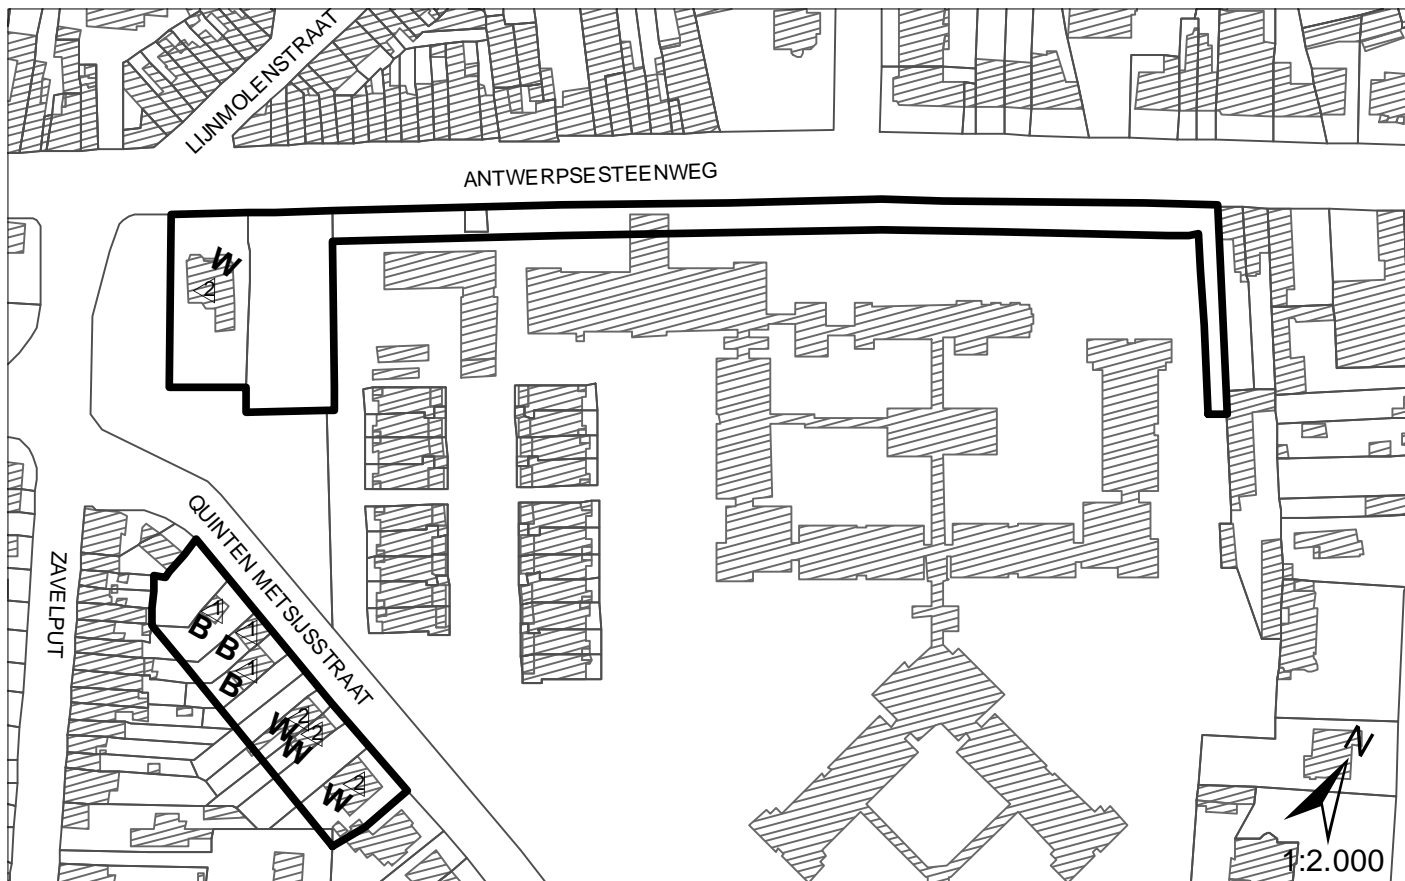 LIJNMOLENSTRAAT
ANTWERPSESTEENWEG
W
2
QUINTEN METSIJSSTRAAT
ZAVELPUT
1
B
1
B
1
B
2
W
2
W
2
W
N
1:2.000